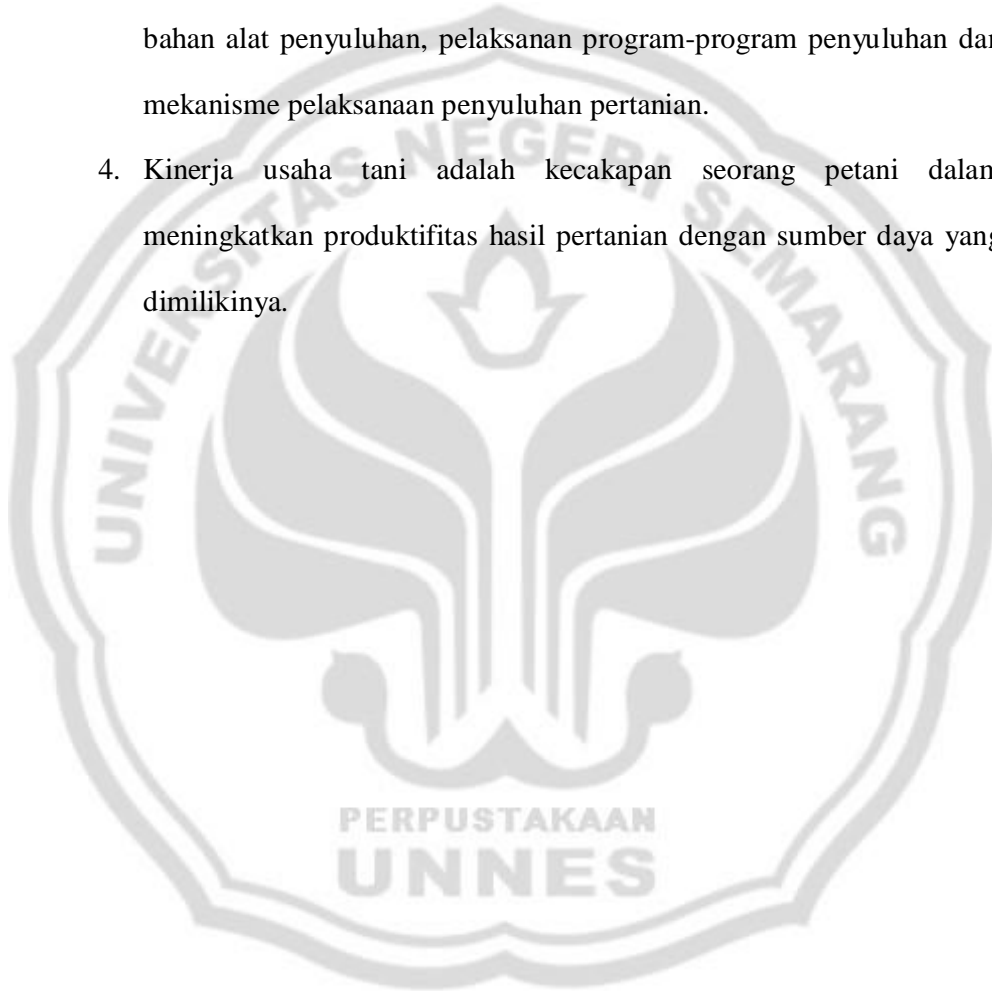 bahan alat penyuluhan, pelaksanan program-program penyuluhan dan
mekanisme pelaksanaan penyuluhan pertanian.
4. Kinerja usaha tani adalah kecakapan seorang petani dalam
meningkatkan produktifitas hasil pertanian dengan sumber daya yang
dimilikinya.
UNIVERSITAS NEGERI SEMARANG
PERPUSTAKAAN
UNNES